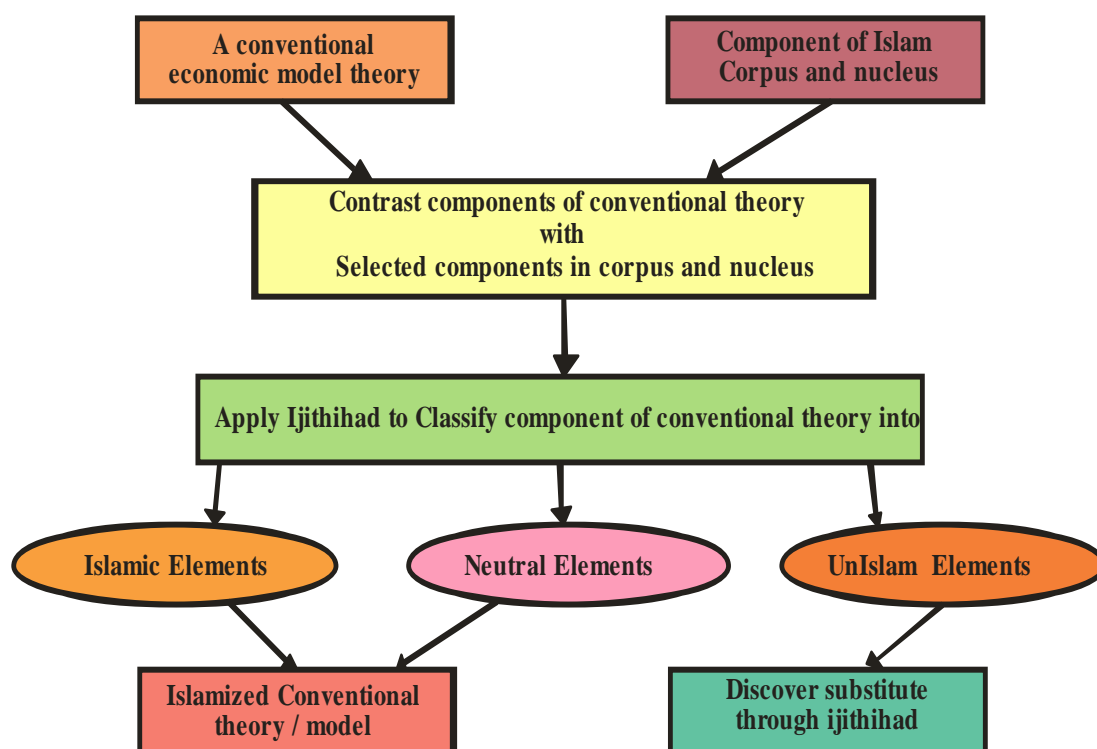 A conventional
economic model theory
Component of Islam
Corpus and nucleus
Contrast components of conventional theory
with
Selected components in corpus and nucleus
Apply Ijithihad to Classify component of conventional theory into
Islamic Elements
Neutral Elements
UnIslam Elements
Islamized Conventional
theory / model
Discover substitute
through ijithihad